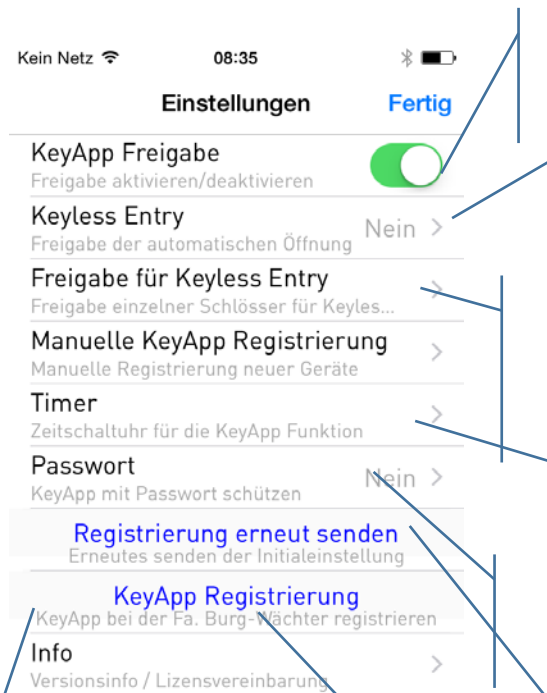 Kein Netz 08:35
Einstellungen Fertig
KeyApp Freigabe
Freigabe aktivieren/deaktivieren
Keyless Entry
Nein
Freigabe der automatischen Öffnung
Freigabe für Keyless Entry
Freigabe einzelner Schlösser für Keyles...
Manuelle KeyApp Registrierung
Manuelle Registrierung neuer Geräte
Timer
Zeitschaltuhr für die KeyApp Funktion
Passwort
Nein
KeyApp mit Passwort schützen
Registrierung erneut senden
Erneutes senden der Initialeinstellung
KeyApp Registrierung
KeyApp bei der Fa. Burg-Wächter registrieren
Info
Versionsinfo / Lizensvereinbarung